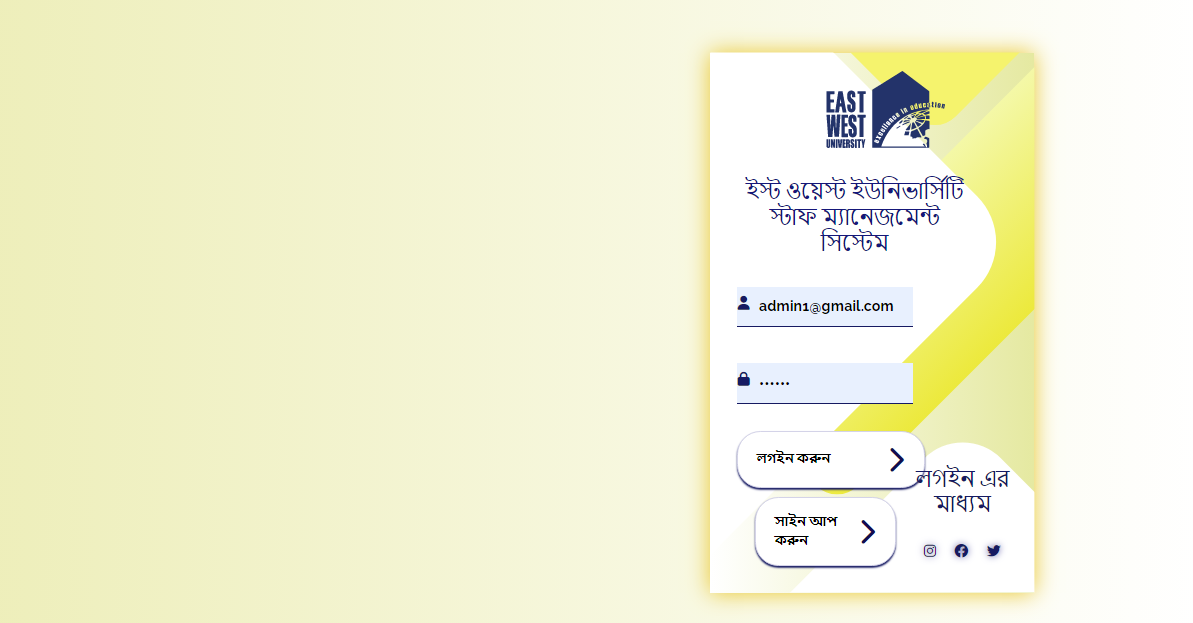 EAST
WEST
UNIVERSITY
excellence in education
ইস্ট ওয়েস্ট ইউনিভার্সিটি
স্টাফ ম্যানেজমেন্ট
সিস্টেম
admin1@gmail.com
••••••
লগইন করুন
লগইন এর
মাধ্যম
সাইন আপ
করুন